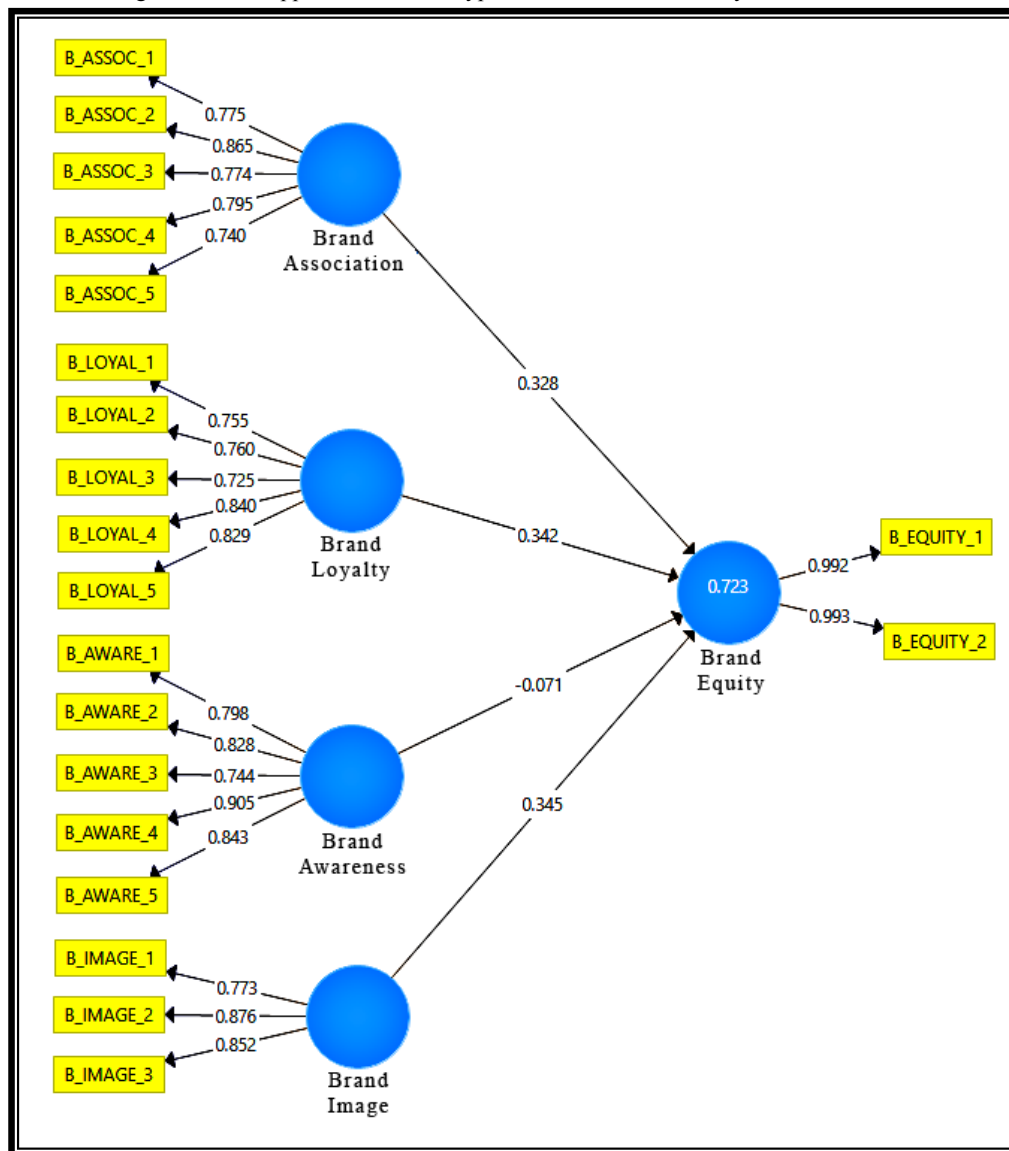 B_ASSOC_1
B_ASSOC_2
B_ASSOC_3
B_ASSOC_4
B_ASSOC_5
0.775
0.865
0.774
0.795
0.740
Brand
Association
0.328
B_LOYAL_1
B_LOYAL_2
B_LOYAL_3
B_LOYAL_4
B_LOYAL_5
0.755
0.760
0.725
0.840
0.829
Brand
Loyalty
0.342
B_AWARE_1
B_AWARE_2
B_AWARE_3
B_AWARE_4
B_AWARE_5
0.798
0.828
0.744
0.905
0.843
Brand
Awareness
-0.071
B_IMAGE_1
B_IMAGE_2
B_IMAGE_3
0.773
0.876
0.852
Brand
Image
0.345
0.723
Brand
Equity
0.992
0.993
B_EQUITY_1
B_EQUITY_2